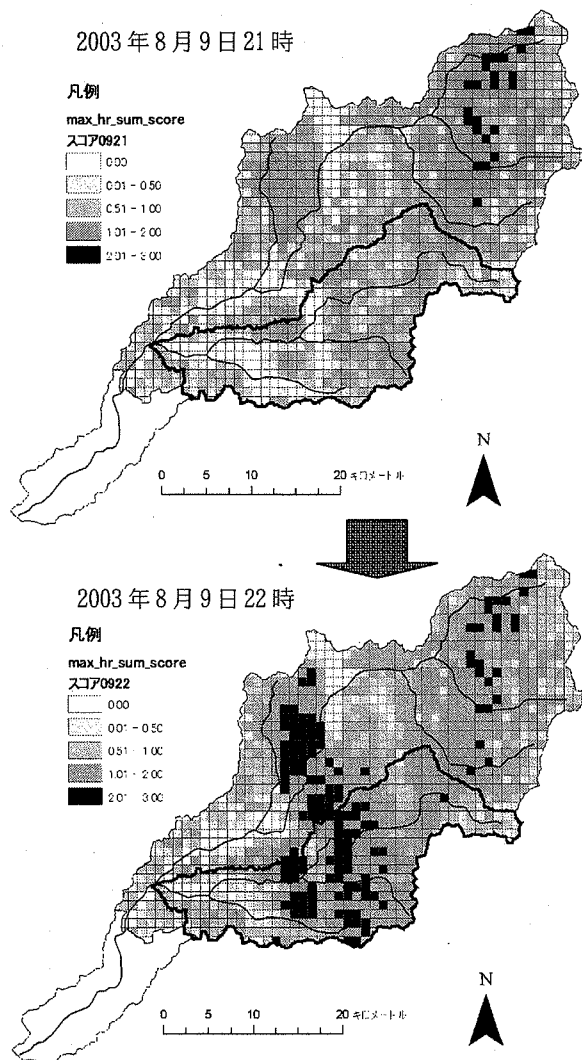 2003年8月9日21時
凡例
max_hr_sum_score
スコア0921
0.00
0.01 - 0.50
0.51 - 1.00
1.01 - 2.00
2.01 - 3.00
N
0 5 10 20 キロメートル
2003年8月9日22時
凡例
max_hr_sum_score
スコア0922
0.00
0.01 - 0.50
0.51 - 1.00
1.01 - 2.00
2.01 - 3.00
N
0 5 10 20 キロメートル